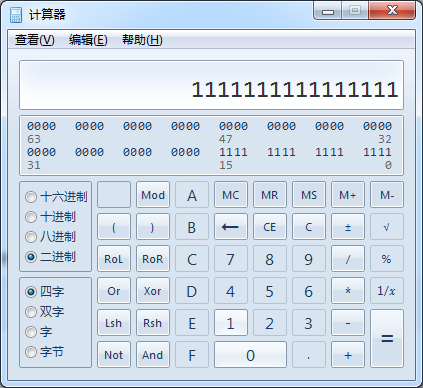 计算器
查看(V) 编辑(E) 帮助(H)
1111111111111111
0000 0000 0000 0000 0000 0000 0000 0000
63 47 32
0000 0000 0000 0000 1111 1111 1111 1111
31 15 0
十六进制 Mod A MC MR MS M+ M-
十进制
八进制 ( ) B ← CE C ± √
二进制 RoL RoR C 7 8 9 / %
四字 Or Xor D 4 5 6 * 1/x
双字
字 Lsh Rsh E 1 2 3 - =
字节 Not And F 0 . +